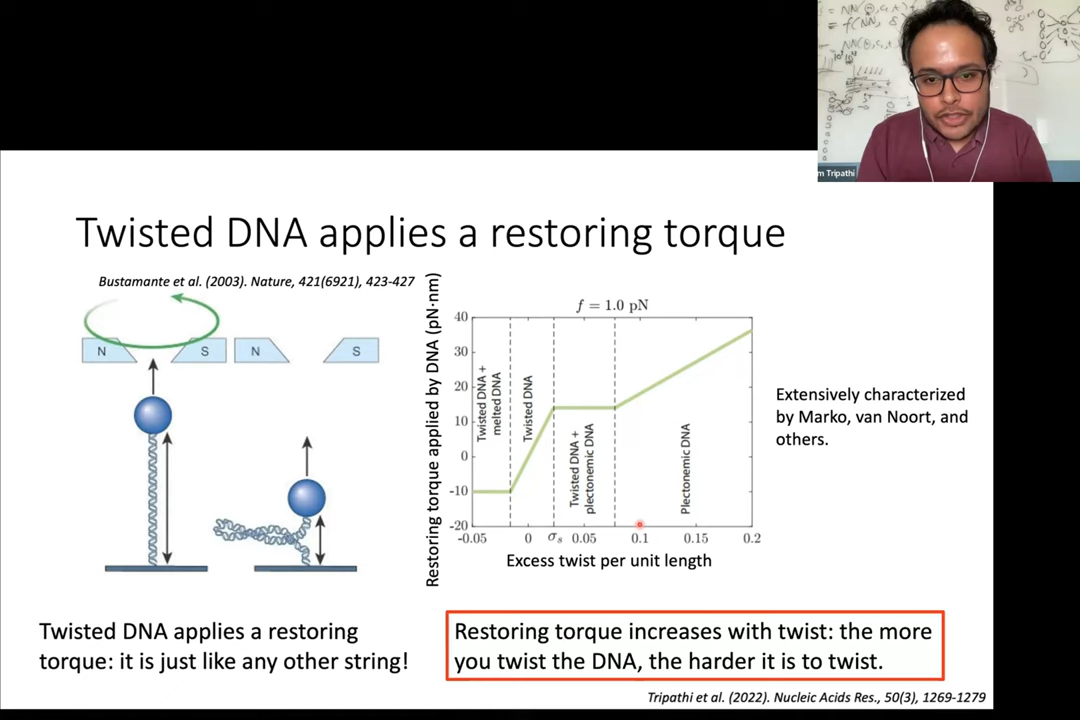 NN(
m Tripathi
Twisted DNA applies a restoring torque
Bustamante et al. (2003). Nature, 421(6921), 423-427
N
S
N
S
Restoring torque applied by DNA (pN·nm)
f = 1.0 pN
40
30
20
10
0
-10
-20
Twisted DNA +
melted DNA
Twisted DNA
Twisted DNA +
plectonemic DNA
Plectonemic DNA
-0.05
0
σs
0.05
0.1
0.15
0.2
Excess twist per unit length
Extensively characterized
by Marko, van Noort, and
others.
Twisted DNA applies a restoring
torque: it is just like any other string!
Restoring torque increases with twist: the more
you twist the DNA, the harder it is to twist.
Tripathi et al. (2022). Nucleic Acids Res., 50(3), 1269-1279